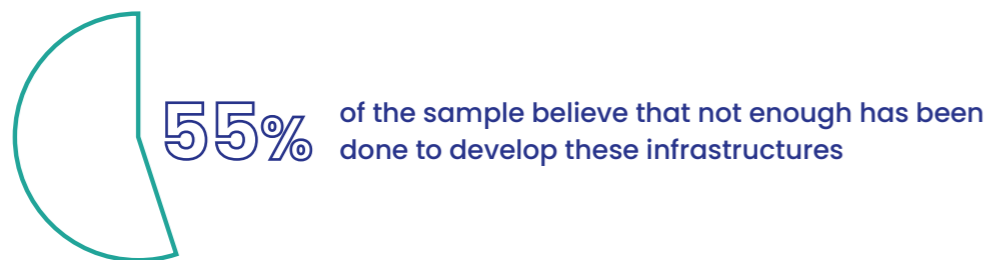 55%
of the sample believe that not enough has been
done to develop these infrastructures